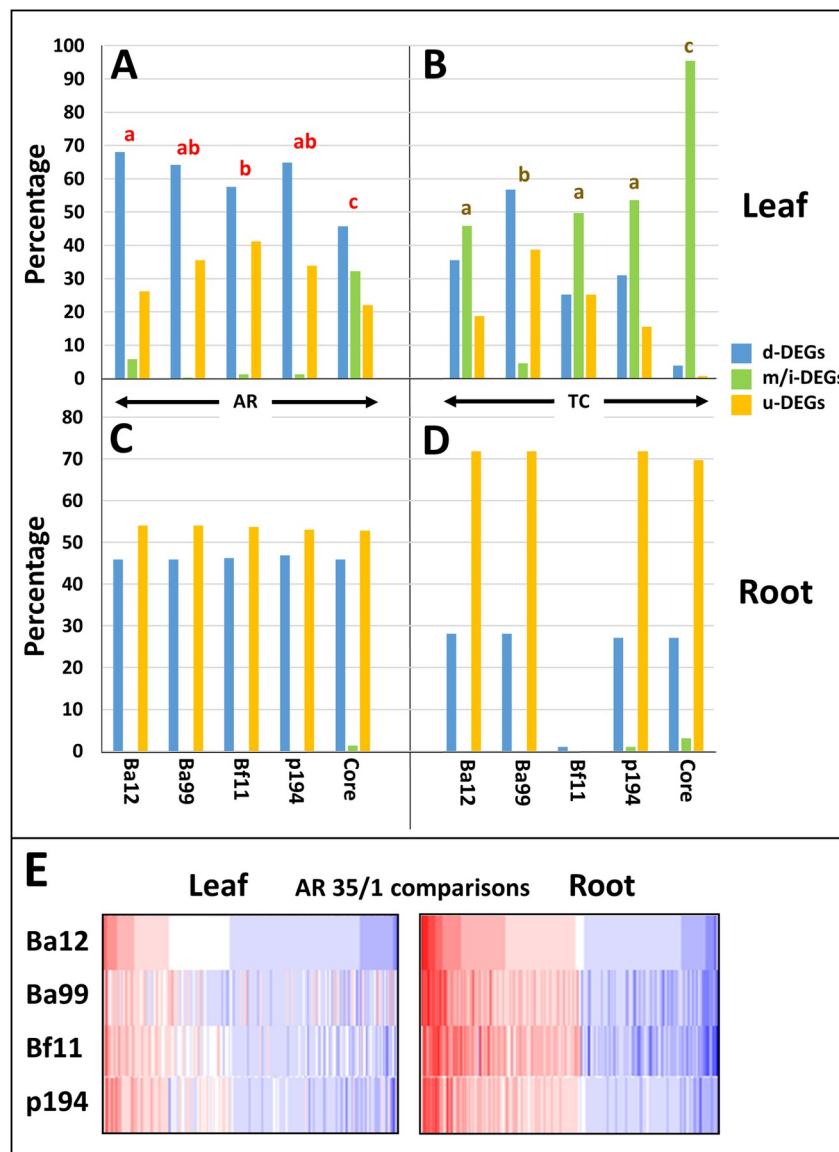 A
B
Percentage
100
90
80
70
60
50
40
30
20
10
0
a
ab
b
ab
c
a
b
a
a
c
Leaf
d-DEGs
m/i-DEGs
u-DEGs
AR
TC
C
D
Percentage
80
70
60
50
40
30
20
10
0
Root
Ba12
Ba99
Bf11
p194
Core
Ba12
Ba99
Bf11
p194
Core
E
Leaf AR 35/1 comparisons Root
Ba12
Ba99
Bf11
p194